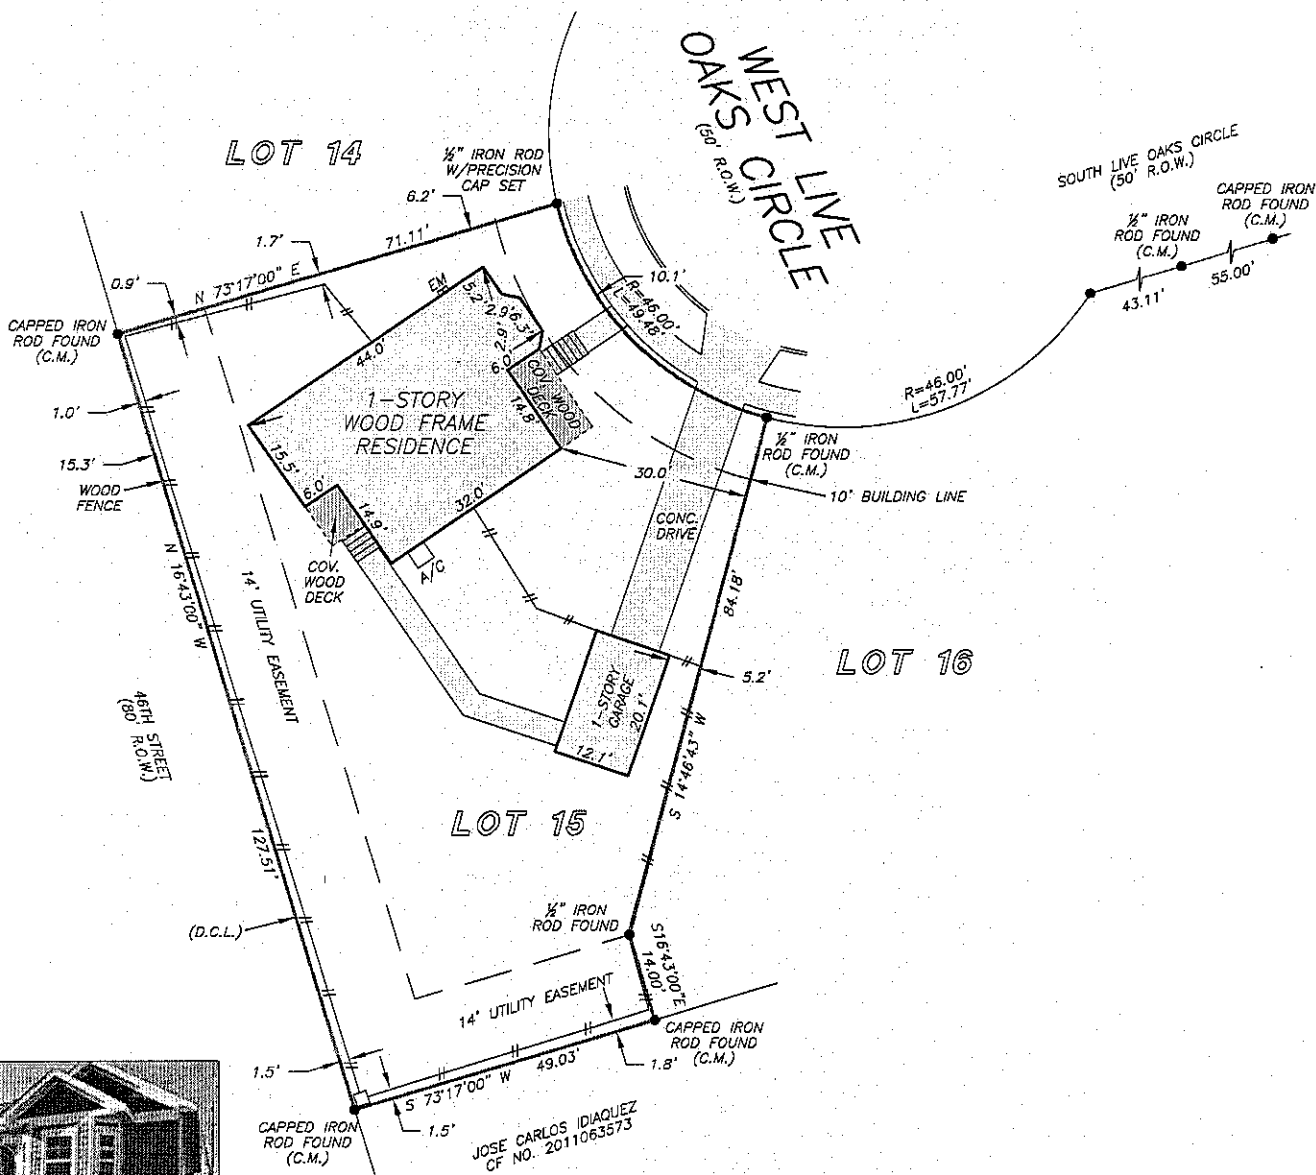 WEST LIVE
OAKS CIRCLE
(50' R.O.W.)
LOT 14
½" IRON ROD
W/PRECISION
CAP SET
SOUTH LIVE OAKS CIRCLE
(50' R.O.W.)
CAPPED IRON
ROD FOUND
(C.M.)
½" IRON
ROD FOUND
(C.M.)
55.00'
43.11'
6.2'
71.11'
1.7'
N 73°17'00" E
0.9'
CAPPED IRON
ROD FOUND
(C.M.)
10.1'
R=46.00'
L=49.48'
EM
5.2'
2.9'
6.3'
2.9'
6.0'
44.0'
COV. WOOD
DECK
14.8'
1-STORY
WOOD FRAME
RESIDENCE
R=46.00'
L=57.77'
1.0'
15.3'
WOOD
FENCE
15.5'
6.0'
14.9'
32.0'
30.0'
½" IRON
ROD FOUND
(C.M.)
10' BUILDING LINE
CONC.
DRIVE
COV.
WOOD
DECK
A/C
N 16°43'00" W
14' UTILITY EASEMENT
84.18'
LOT 16
5.2'
46TH STREET
(80' R.O.W.)
1-STORY
GARAGE
20.1'
12.1'
S 14°46'43" W
LOT 15
127.51'
(D.C.L.)
½" IRON
ROD FOUND
S16°43'00"E
14.00'
14' UTILITY EASEMENT
CAPPED IRON
ROD FOUND
(C.M.)
1.8'
49.03'
S 73°17'00" W
1.5'
1.5'
CAPPED IRON
ROD FOUND
(C.M.)
JOSE CARLOS IDIAQUEZ
CF NO. 2011063573